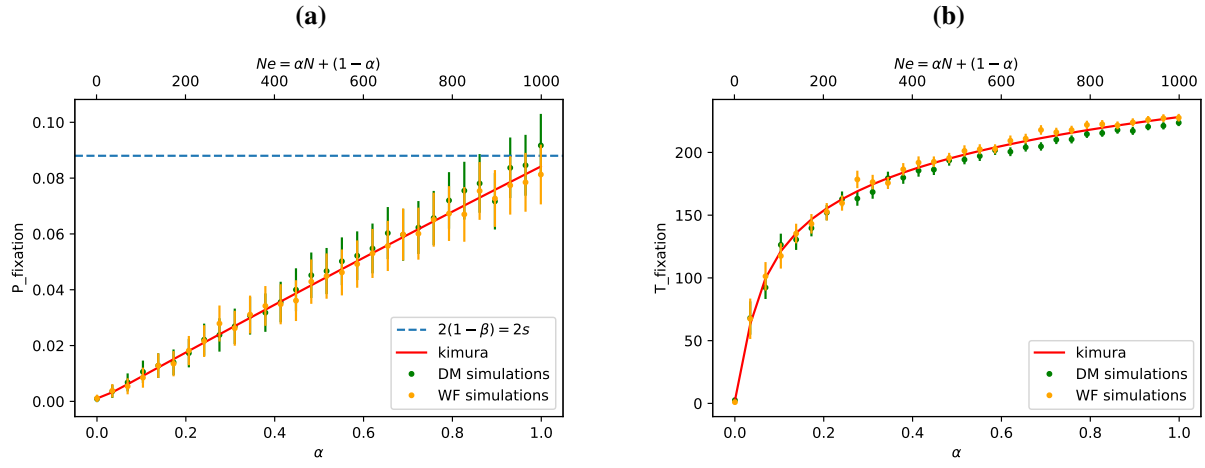 (a)
Ne = αN + (1 − α)
0 200 400 600 800 1000
P_fixation
0.10
0.08
0.06
0.04
0.02
0.00
2(1 − β) = 2s
kimura
DM simulations
WF simulations
0.0 0.2 0.4 0.6 0.8 1.0
α
(b)
Ne = αN + (1 − α)
0 200 400 600 800 1000
T_fixation
200
150
100
50
0
kimura
DM simulations
WF simulations
0.0 0.2 0.4 0.6 0.8 1.0
α